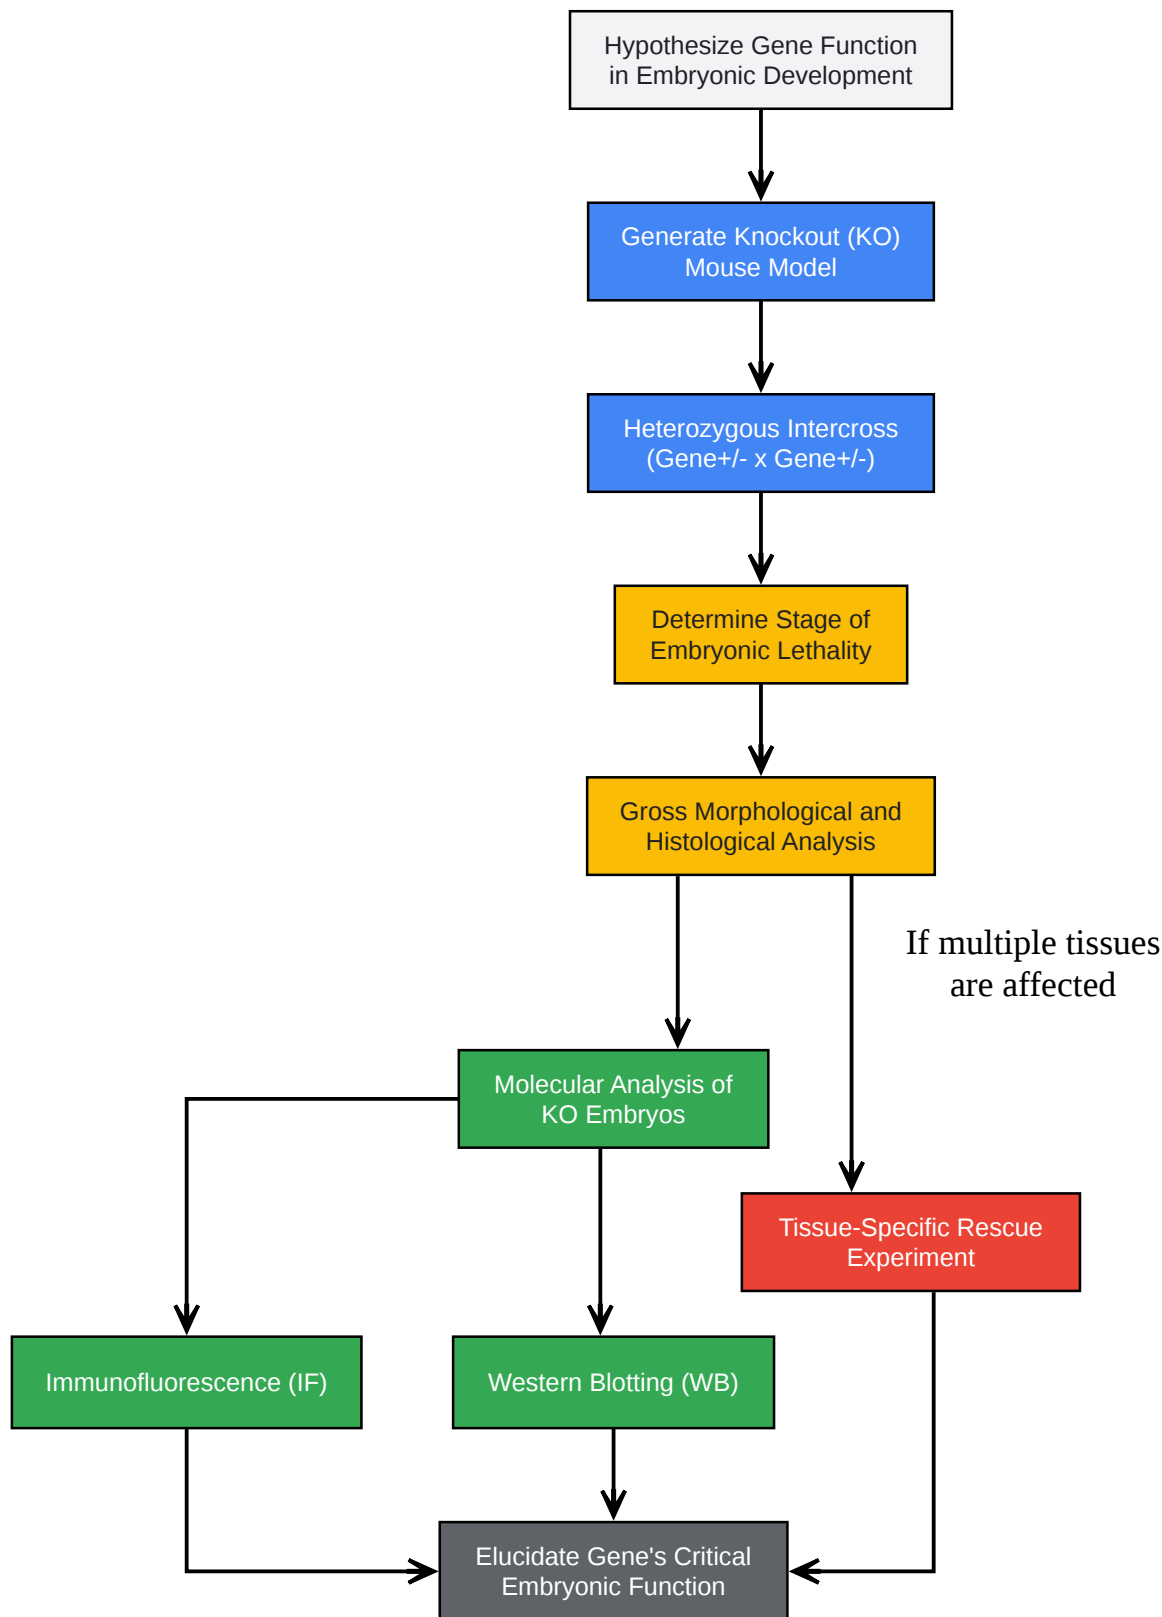 Hypothesize Gene Function
in Embryonic Development
Generate Knockout (KO)
Mouse Model
Heterozygous Intercross
(Gene+/- x Gene+/-)
Determine Stage of
Embryonic Lethality
Gross Morphological and
Histological Analysis
If multiple tissues
are affected
Molecular Analysis of
KO Embryos
Tissue-Specific Rescue
Experiment
Immunofluorescence (IF)
Western Blotting (WB)
Elucidate Gene's Critical
Embryonic Function